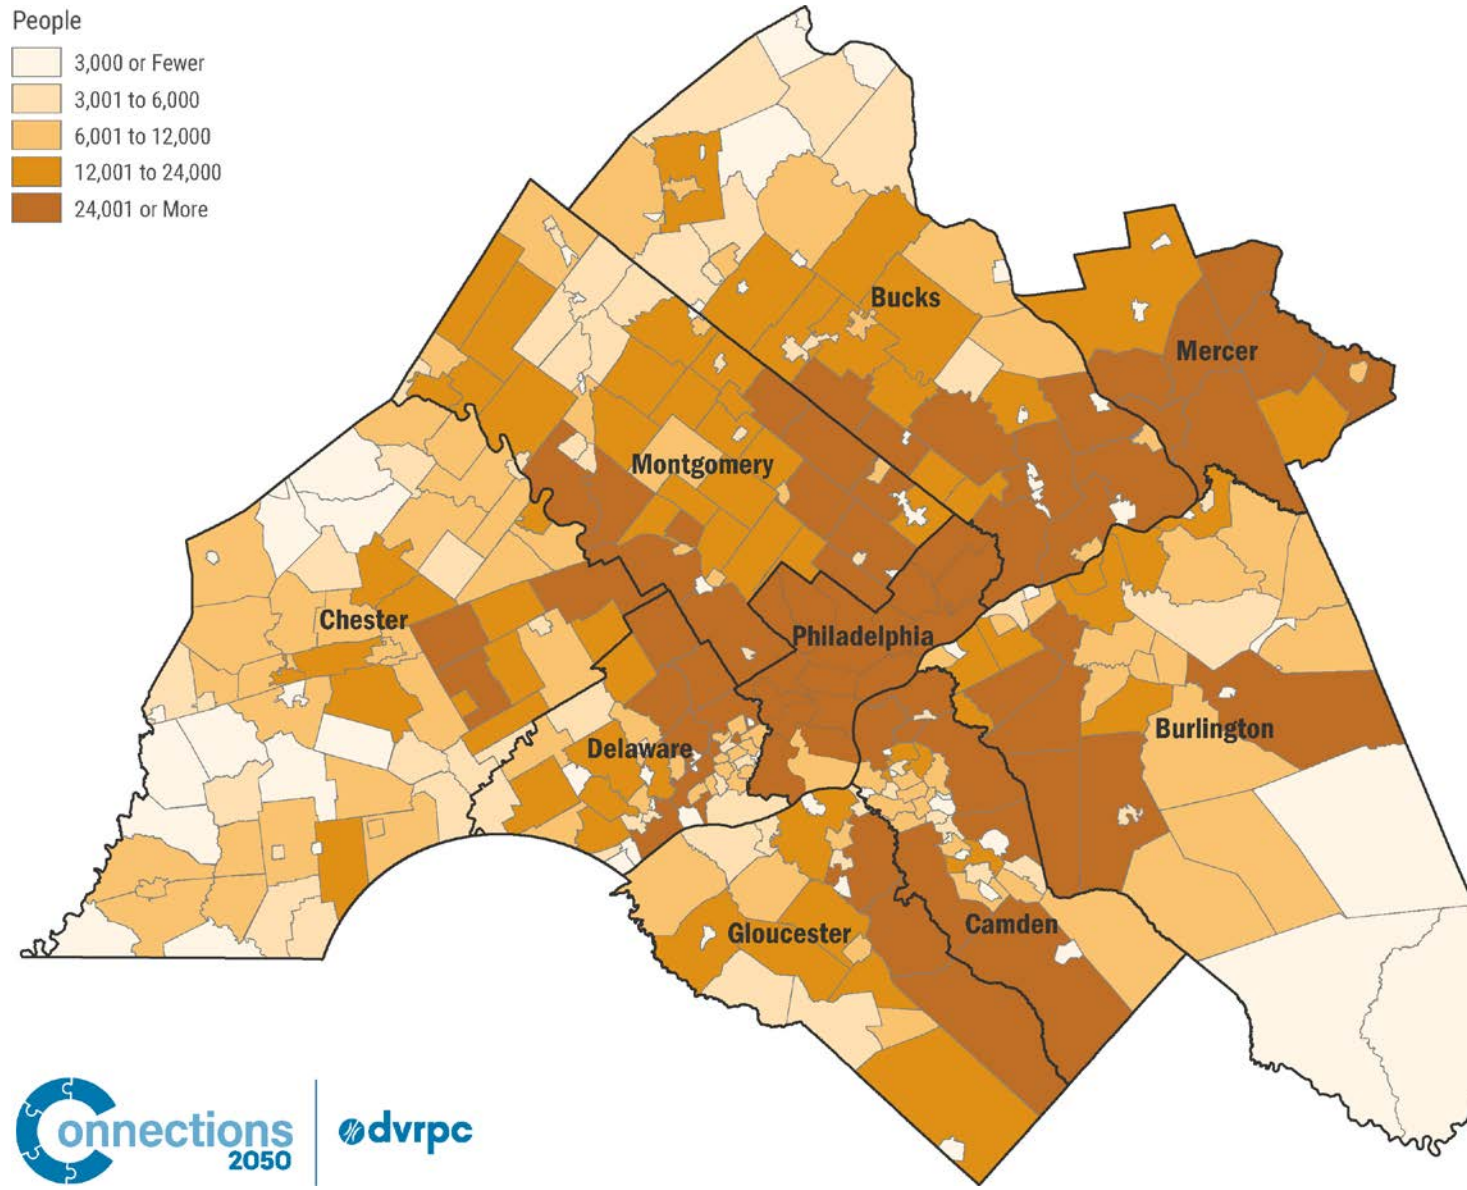 People
3,000 or Fewer
3,001 to 6,000
6,001 to 12,000
12,001 to 24,000
24,001 or More
Bucks
Mercer
Montgomery
Chester
Philadelphia
Burlington
Delaware
Camden
Gloucester
Connections
2050
dvrpc